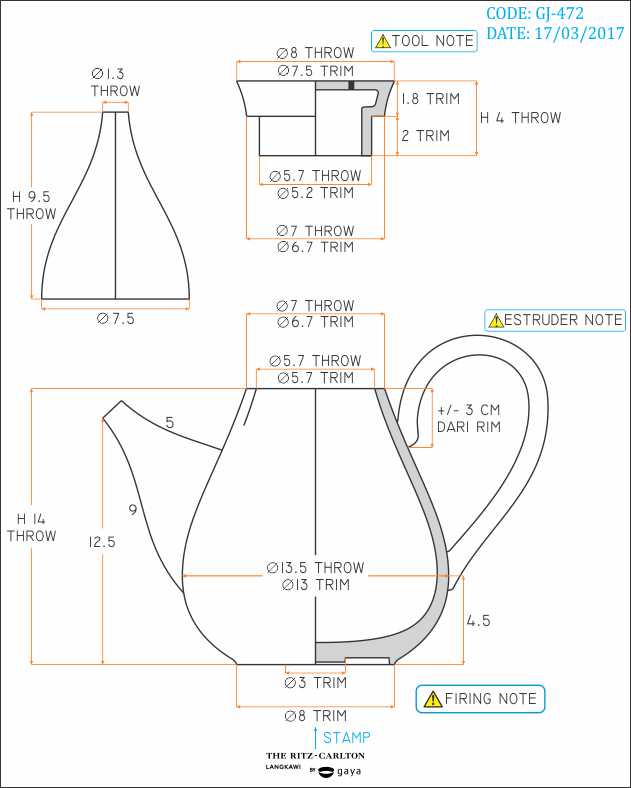 CODE: GJ-472
DATE: 17/03/2017
TOOL NOTE
Ø8 THROW
Ø7.5 TRIM
Ø1.3
THROW
1.8 TRIM
H 4 THROW
2 TRIM
Ø5.7 THROW
Ø5.2 TRIM
H 9.5
THROW
Ø7 THROW
Ø6.7 TRIM
Ø7.5
Ø7 THROW
Ø6.7 TRIM
ESTRUDER NOTE
Ø5.7 THROW
Ø5.7 TRIM
+/- 3 CM
DARI RIM
5
9
H 14
THROW
12.5
Ø13.5 THROW
Ø13 TRIM
4.5
Ø3 TRIM
FIRING NOTE
Ø8 TRIM
STAMP
THE RITZ-CARLTON
LANGKAWI BY gaya